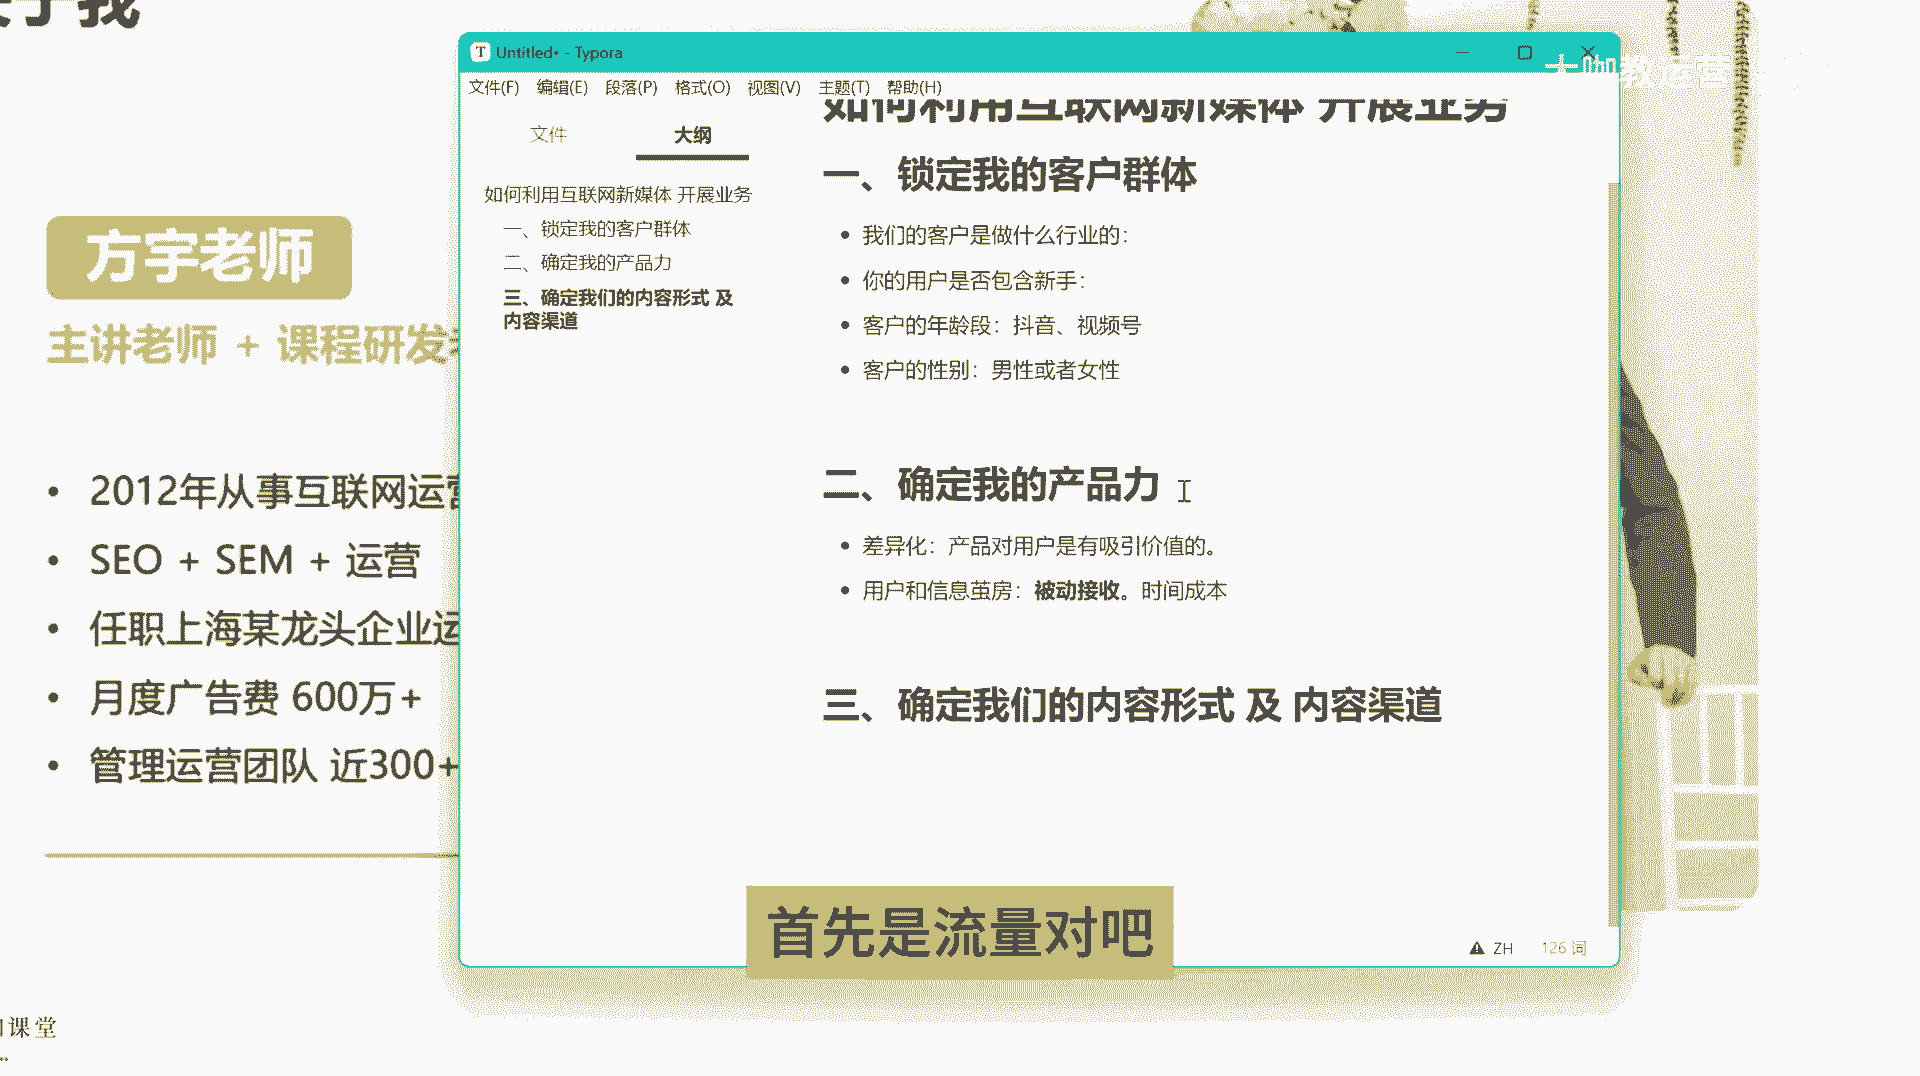 于我
方宇老师
主讲老师 + 课程研发
2012年从事互联网运营
SEO + SEM + 运营
任职上海某龙头企业运
月度广告费 600万+
管理运营团队 近300+
课堂
Untitled• - Typora
文件(F) 编辑(E) 段落(P) 格式(O) 视图(V) 主题(T) 帮助(H)
文件 大纲
如何利用互联网新媒体 开展业务
一、锁定我的客户群体
二、确定我的产品力
三、确定我们的内容形式 及
内容渠道
如何利用互联网新媒体 开展业务
一、锁定我的客户群体
我们的客户是做什么行业的：
你的用户是否包含新手：
客户的年龄段：抖音、视频号
客户的性别：男性或者女性
二、确定我的产品力
差异化：产品对用户是有吸引价值的。
用户和信息茧房：被动接收。时间成本
三、确定我们的内容形式 及 内容渠道
首先是流量对吧
ZH 126 词